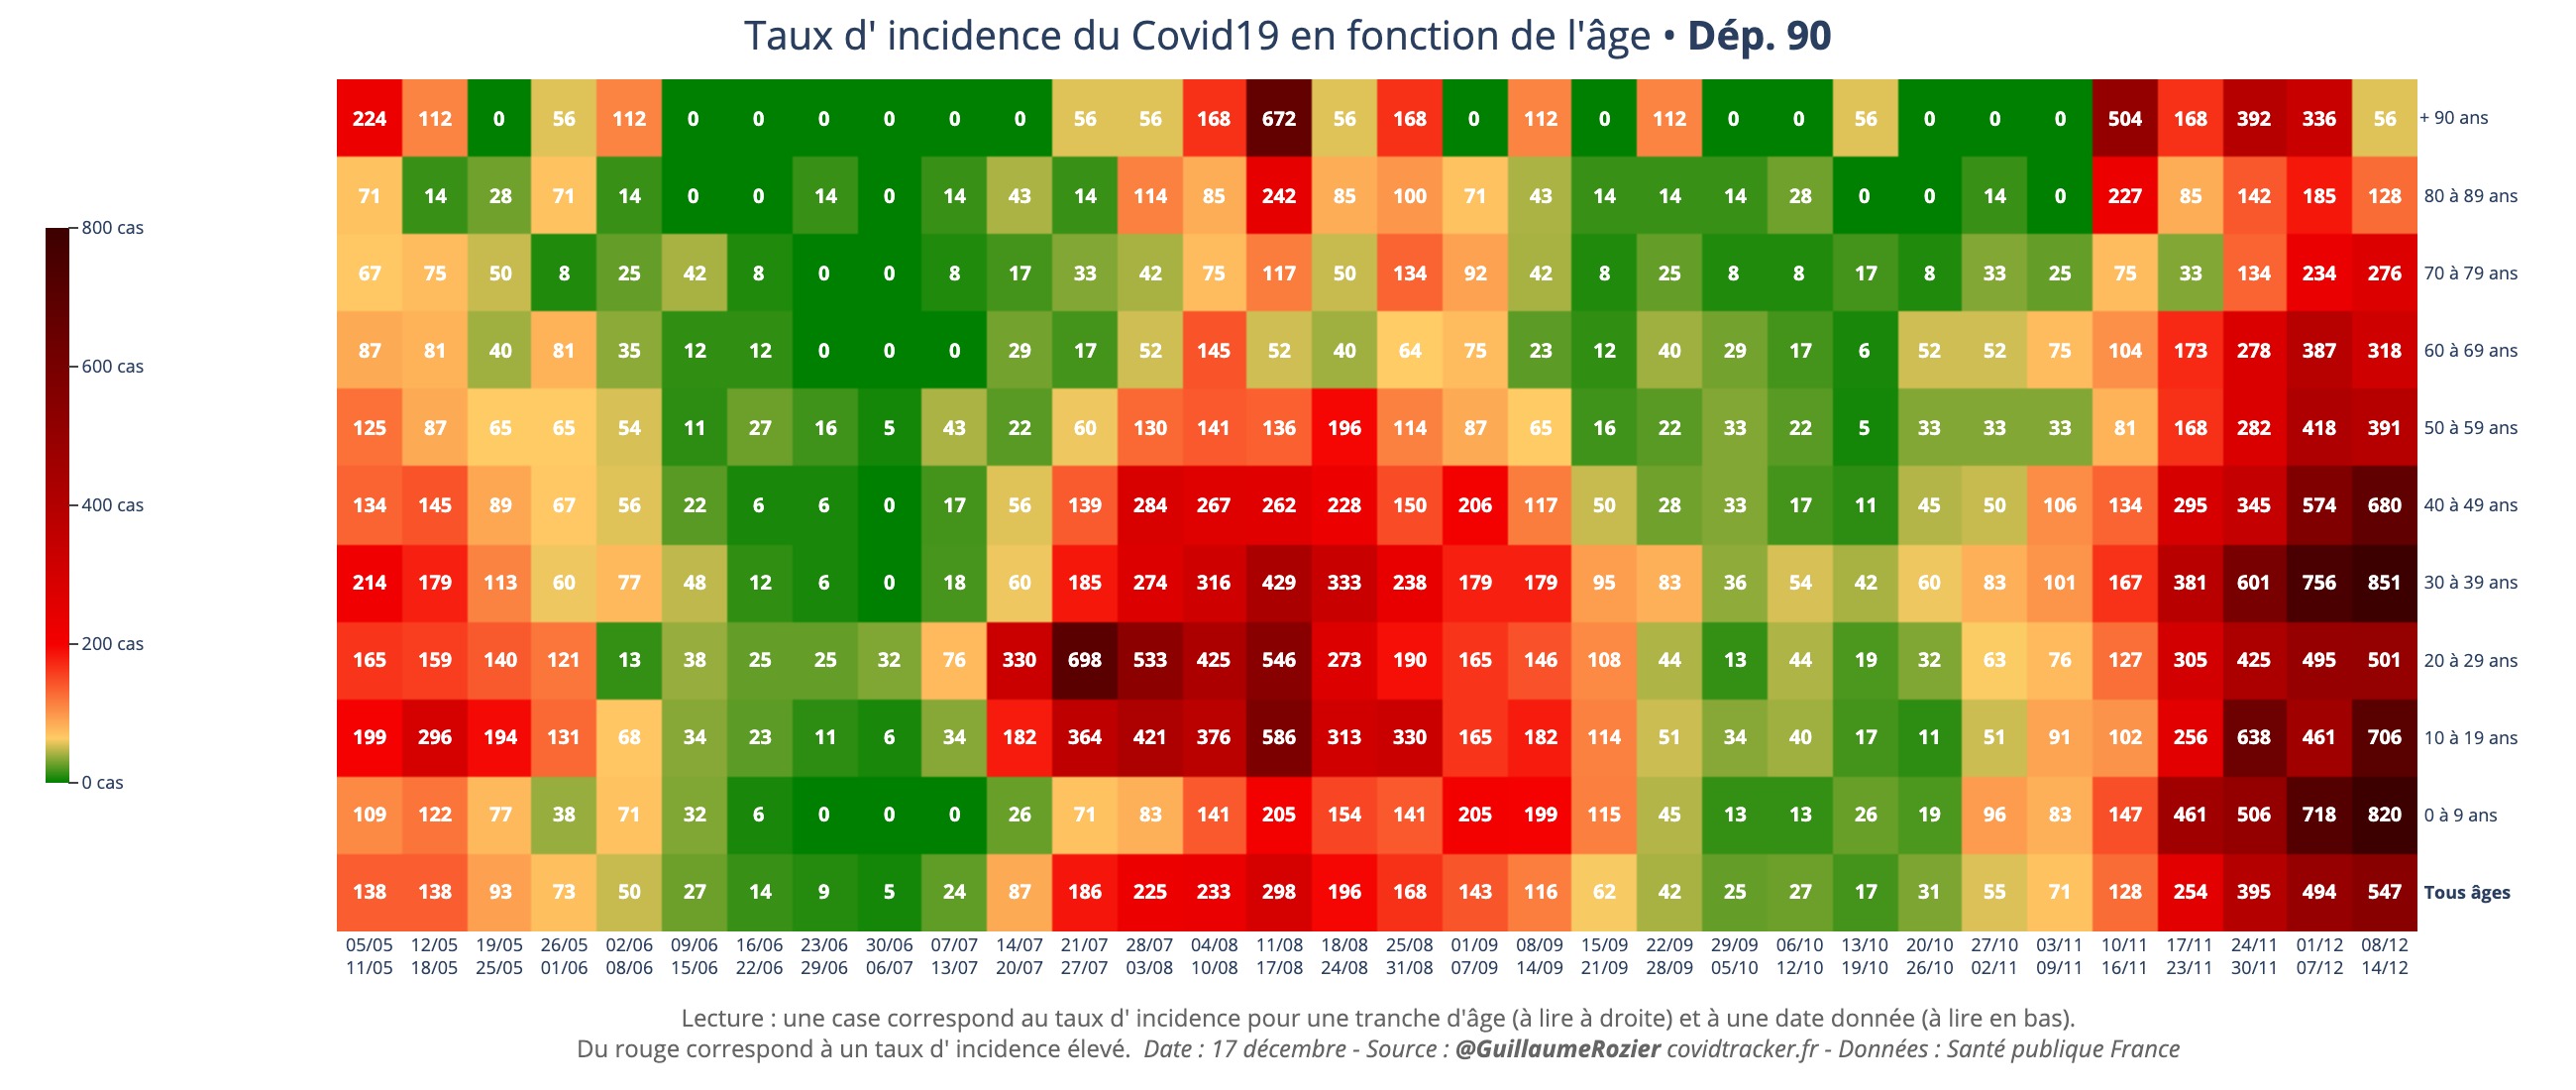 Taux d' incidence du Covid19 en fonction de l'âge • Dép. 90
800 cas
600 cas
400 cas
200 cas
0 cas
224 112 0 56 112 0 0 0 0 0 0 56 56 168 672 56 168 0 112 0 112 0 0 56 0 0 0 504 168 392 336 56 + 90 ans
71 14 28 71 14 0 0 14 0 14 43 14 114 85 242 85 100 71 43 14 14 14 28 0 0 14 0 227 85 142 185 128 80 à 89 ans
67 75 50 8 25 42 8 0 0 8 17 33 42 75 117 50 134 92 42 8 25 8 8 17 8 33 25 75 33 134 234 276 70 à 79 ans
87 81 40 81 35 12 12 0 0 0 29 17 52 145 52 40 64 75 23 12 40 29 17 6 52 52 75 104 173 278 387 318 60 à 69 ans
125 87 65 65 54 11 27 16 5 43 22 60 130 141 136 196 114 87 65 16 22 33 22 5 33 33 33 81 168 282 418 391 50 à 59 ans
134 145 89 67 56 22 6 6 0 17 56 139 284 267 262 228 150 206 117 50 28 33 17 11 45 50 106 134 295 345 574 680 40 à 49 ans
214 179 113 60 77 48 12 6 0 18 60 185 274 316 429 333 238 179 179 95 83 36 54 42 60 83 101 167 381 601 756 851 30 à 39 ans
165 159 140 121 13 38 25 25 32 76 330 698 533 425 546 273 190 165 146 108 44 13 44 19 32 63 76 127 305 425 495 501 20 à 29 ans
199 296 194 131 68 34 23 11 6 34 182 364 421 376 586 313 330 165 182 114 51 34 40 17 11 51 91 102 256 638 461 706 10 à 19 ans
109 122 77 38 71 32 6 0 0 0 26 71 83 141 205 154 141 205 199 115 45 13 13 26 19 96 83 147 461 506 718 820 0 à 9 ans
138 138 93 73 50 27 14 9 5 24 87 186 225 233 298 196 168 143 116 62 42 25 27 17 31 55 71 128 254 395 494 547 Tous âges
05/05 12/05 19/05 26/05 02/06 09/06 16/06 23/06 30/06 07/07 14/07 21/07 28/07 04/08 11/08 18/08 25/08 01/09 08/09 15/09 22/09 29/09 06/10 13/10 20/10 27/10 03/11 10/11 17/11 24/11 01/12 08/12
11/05 18/05 25/05 01/06 08/06 15/06 22/06 29/06 06/07 13/07 20/07 27/07 03/08 10/08 17/08 24/08 31/08 07/09 14/09 21/09 28/09 05/10 12/10 19/10 26/10 02/11 09/11 16/11 23/11 30/11 07/12 14/12
Lecture : une case correspond au taux d' incidence pour une tranche d'âge (à lire à droite) et à une date donnée (à lire en bas).
Du rouge correspond à un taux d' incidence élevé. Date : 17 décembre - Source : @GuillaumeRozier covidtracker.fr - Données : Santé publique France